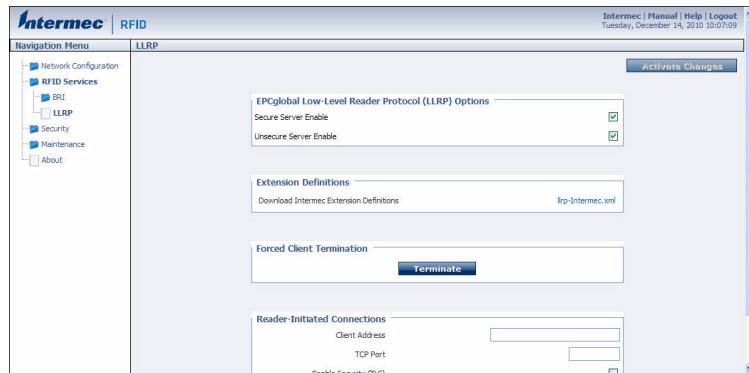 Intermec RFID
Intermec | Manual | Help | Logout
Tuesday, December 14, 2010 10:07:09
Navigation Menu
LLRP
Network Configuration
RFID Services
BRI
LLRP
Security
Maintenance
About
Activate Changes
EPCglobal Low-Level Reader Protocol (LLRP) Options
Secure Server Enable
Unsecure Server Enable
Extension Definitions
Download Intermec Extension Definitions llrp-Intermec.xml
Forced Client Termination
Terminate
Reader-Initiated Connections
Client Address
TCP Port
Enable Security